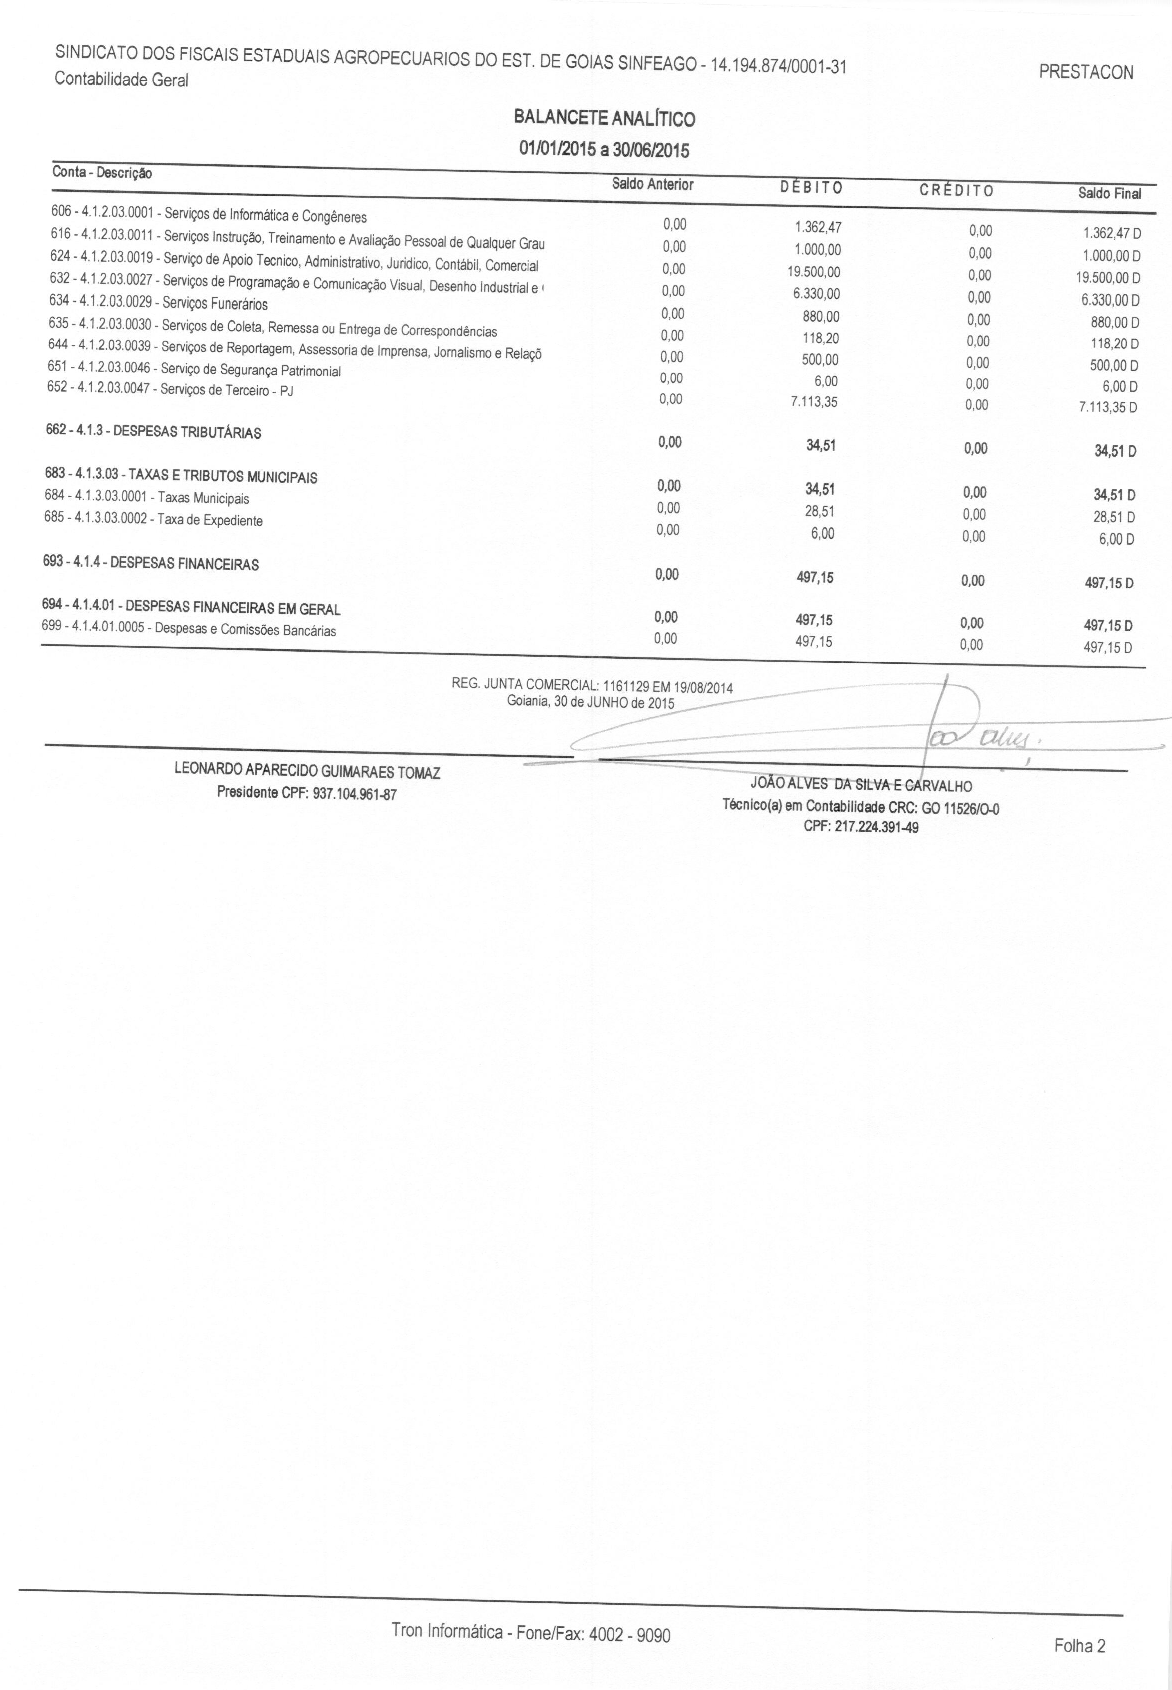 SINDICATO DOS FISCAIS ESTADUAIS AGROPECUARIOS DO EST. DE GOIAS SINFEAGO - 14.194.874/0001-31 PRESTACON
Contabilidade Geral
BALANCETE ANALÍTICO
01/01/2015 a 30/06/2015
Conta - Descrição Saldo Anterior DÉBITO CRÉDITO Saldo Final
606 - 4.1.2.03.0001 - Serviços de Informática e Congêneres 0,00 1.362,47 0,00 1.362,47 D
616 - 4.1.2.03.0011 - Serviços Instrução, Treinamento e Avaliação Pessoal de Qualquer Grau 0,00 1.000,00 0,00 1.000,00 D
624 - 4.1.2.03.0019 - Serviço de Apoio Tecnico, Administrativo, Juridico, Contábil, Comercial 0,00 19.500,00 0,00 19.500,00 D
632 - 4.1.2.03.0027 - Serviços de Programação e Comunicação Visual, Desenho Industrial e 0,00 6.330,00 0,00 6.330,00 D
634 - 4.1.2.03.0029 - Serviços Funerários 0,00 880,00 0,00 880,00 D
635 - 4.1.2.03.0030 - Serviços de Coleta, Remessa ou Entrega de Correspondências 0,00 118,20 0,00 118,20 D
644 - 4.1.2.03.0039 - Serviços de Reportagem, Assessoria de Imprensa, Jornalismo e Relaçõ 0,00 500,00 0,00 500,00 D
651 - 4.1.2.03.0046 - Serviço de Segurança Patrimonial 0,00 6,00 0,00 6,00 D
652 - 4.1.2.03.0047 - Serviços de Terceiro - PJ 0,00 7.113,35 0,00 7.113,35 D
662 - 4.1.3 - DESPESAS TRIBUTÁRIAS 0,00 34,51 0,00 34,51 D
683 - 4.1.3.03 - TAXAS E TRIBUTOS MUNICIPAIS 0,00 34,51 0,00 34,51 D
684 - 4.1.3.03.0001 - Taxas Municipais 0,00 28,51 0,00 28,51 D
685 - 4.1.3.03.0002 - Taxa de Expediente 0,00 6,00 0,00 6,00 D
693 - 4.1.4 - DESPESAS FINANCEIRAS 0,00 497,15 0,00 497,15 D
694 - 4.1.4.01 - DESPESAS FINANCEIRAS EM GERAL 0,00 497,15 0,00 497,15 D
699 - 4.1.4.01.0005 - Despesas e Comissões Bancárias 0,00 497,15 0,00 497,15 D
REG. JUNTA COMERCIAL: 1161129 EM 19/08/2014
Goiania, 30 de JUNHO de 2015
LEONARDO APARECIDO GUIMARAES TOMAZ JOÃO ALVES DA SILVA E CARVALHO
Presidente CPF: 937.104.961-87 Técnico(a) em Contabilidade CRC: GO 11526/O-0
CPF: 217.224.391-49
Tron Informática - Fone/Fax: 4002 - 9090
Folha 2